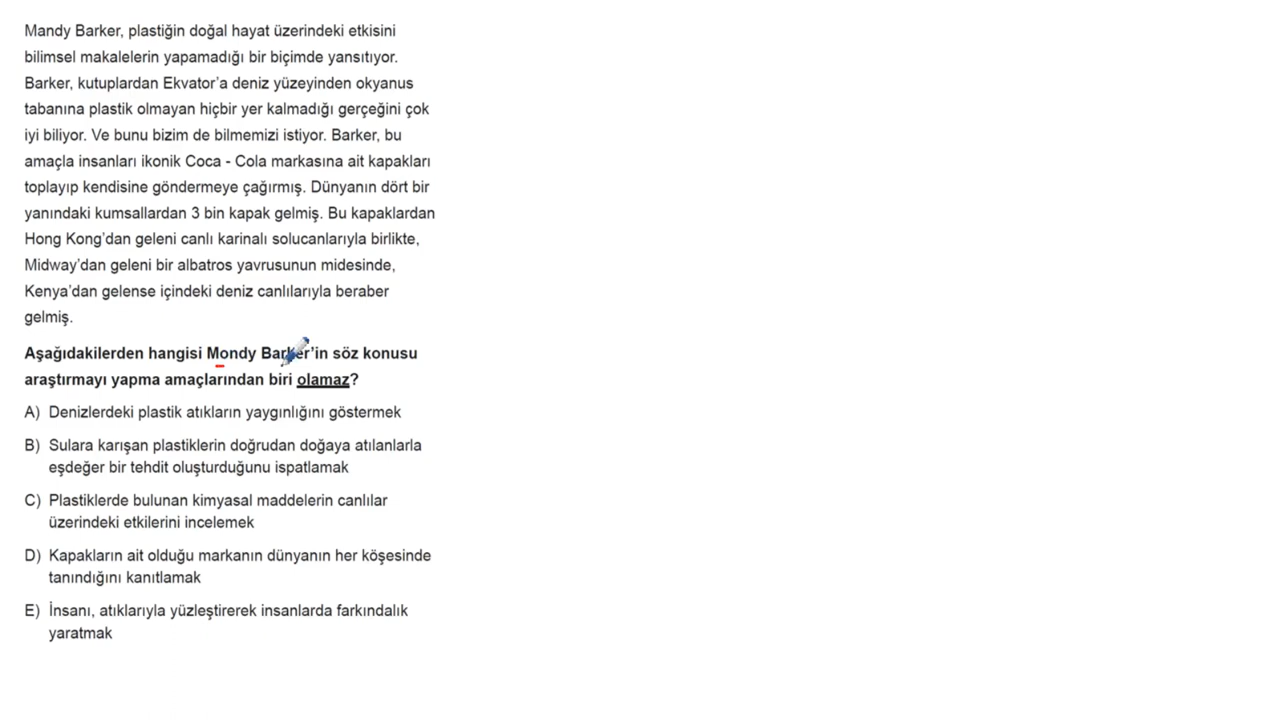 Mandy Barker, plastiğin doğal hayat üzerindeki etkisini
bilimsel makalelerin yapamadığı bir biçimde yansıtıyor.
Barker, kutuplardan Ekvator’a deniz yüzeyinden okyanus
tabanına plastik olmayan hiçbir yer kalmadığı gerçeğini çok
iyi biliyor. Ve bunu bizim de bilmemizi istiyor. Barker, bu
amaçla insanları ikonik Coca - Cola markasına ait kapakları
toplayıp kendisine göndermeye çağırmış. Dünyanın dört bir
yanındaki kumsallardan 3 bin kapak gelmiş. Bu kapaklardan
Hong Kong’dan geleni canlı karinalı solucanlarıyla birlikte,
Midway’dan geleni bir albatros yavrusunun midesinde,
Kenya’dan gelense içindeki deniz canlılarıyla beraber
gelmiş.
Aşağıdakilerden hangisi Mondy Barker’in söz konusu
araştırmayı yapma amaçlarından biri olamaz?
A) Denizlerdeki plastik atıkların yaygınlığını göstermek
B) Sulara karışan plastiklerin doğrudan doğaya atılanlarla
eşdeğer bir tehdit oluşturduğunu ispatlamak
C) Plastiklerde bulunan kimyasal maddelerin canlılar
üzerindeki etkilerini incelemek
D) Kapakların ait olduğu markanın dünyanın her köşesinde
tanındığını kanıtlamak
E) İnsanı, atıklarıyla yüzleştirerek insanlarda farkındalık
yaratmak